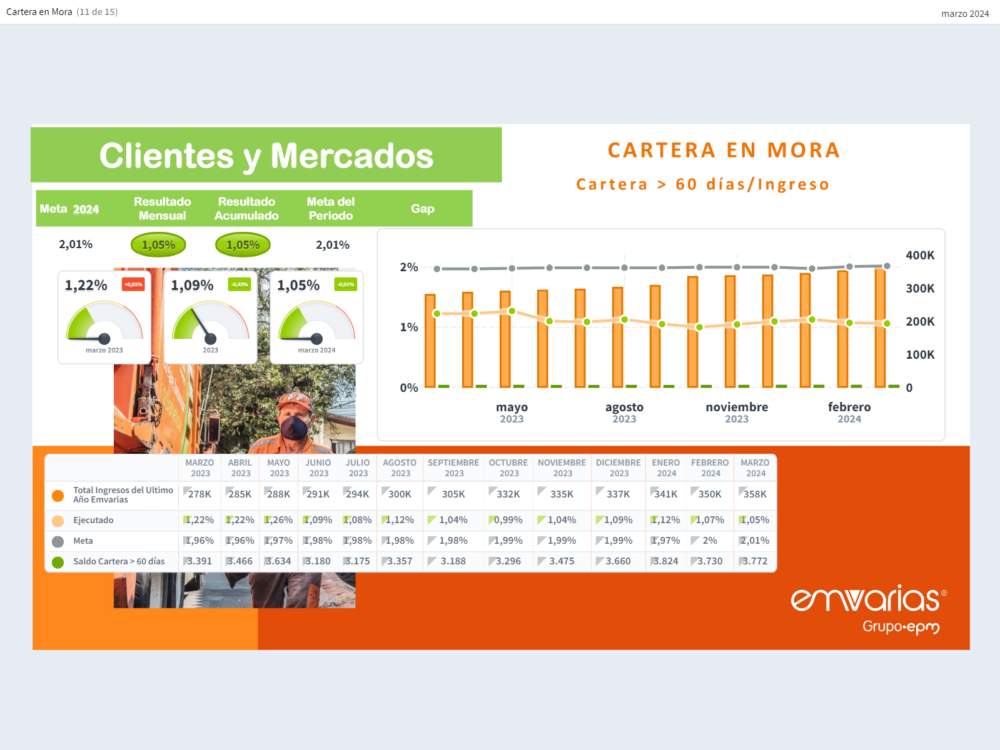 Cartera en Mora (11 de 15)
marzo 2024
Clientes y Mercados
CARTERA EN MORA
Cartera > 60 días/Ingreso
Meta 2024
Resultado Mensual
Resultado Acumulado
Meta del Periodo
Gap
2,01%
1,05%
1,05%
2,01%
1,22%
+0,01%
marzo 2023
1,09%
-0,43%
2023
1,05%
-0,01%
marzo 2024
2%
1%
0%
400K
300K
200K
100K
0
mayo
2023
agosto
2023
noviembre
2023
febrero
2024
MARZO 2023 ABRIL 2023 MAYO 2023 JUNIO 2023 JULIO 2023 AGOSTO 2023 SEPTIEMBRE 2023 OCTUBRE 2023 NOVIEMBRE 2023 DICIEMBRE 2023 ENERO 2024 FEBRERO 2024 MARZO 2024
Total Ingresos del Ultimo Año Emvarias 278K 285K 288K 291K 294K 300K 305K 332K 335K 337K 341K 350K 358K
Ejecutado 1,22% 1,22% 1,26% 1,09% 1,08% 1,12% 1,04% 0,99% 1,04% 1,09% 1,12% 1,07% 1,05%
Meta 1,96% 1,96% 1,97% 1,98% 1,98% 1,98% 1,98% 1,99% 1,99% 1,99% 1,97% 2% 2,01%
Saldo Cartera > 60 días 3.391 3.466 3.634 3.180 3.175 3.357 3.188 3.296 3.475 3.660 3.824 3.730 3.772
emvarias®
Grupo·epm